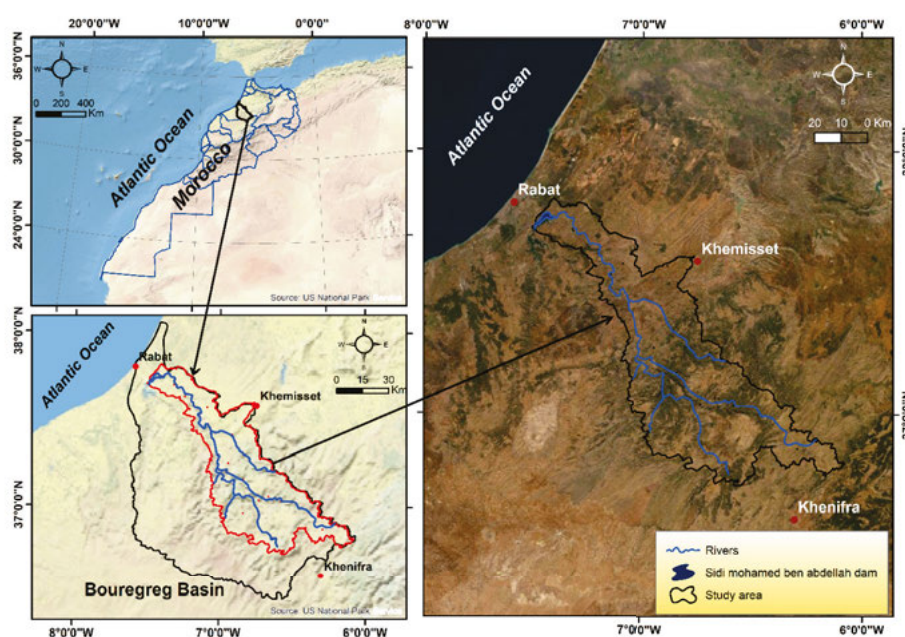 20°0'0"W
10°0'0"W
0°0'0"
36°0'0"N
30°0'0"N
24°0'0"N
N
W E
S
0 200 400
Km
Atlantic Ocean
Morocco
Source: US National Park
38°0'0"N
37°0'0"N
Atlantic Ocean
N
W E
S
0 15 30
Km
Rabat
Khemisset
Khenifra
Bouregreg Basin
Source: US National Park
8°0'0"W
7°0'0"W
6°0'0"W
7°0'0"W
6°0'0"W
Atlantic Ocean
N
W E
S
20 10 0 Km
Rabat
Khemisset
Khenifra
Rivers
Sidi mohamed ben abdellah dam
Study area
7°0'0"W
6°0'0"W